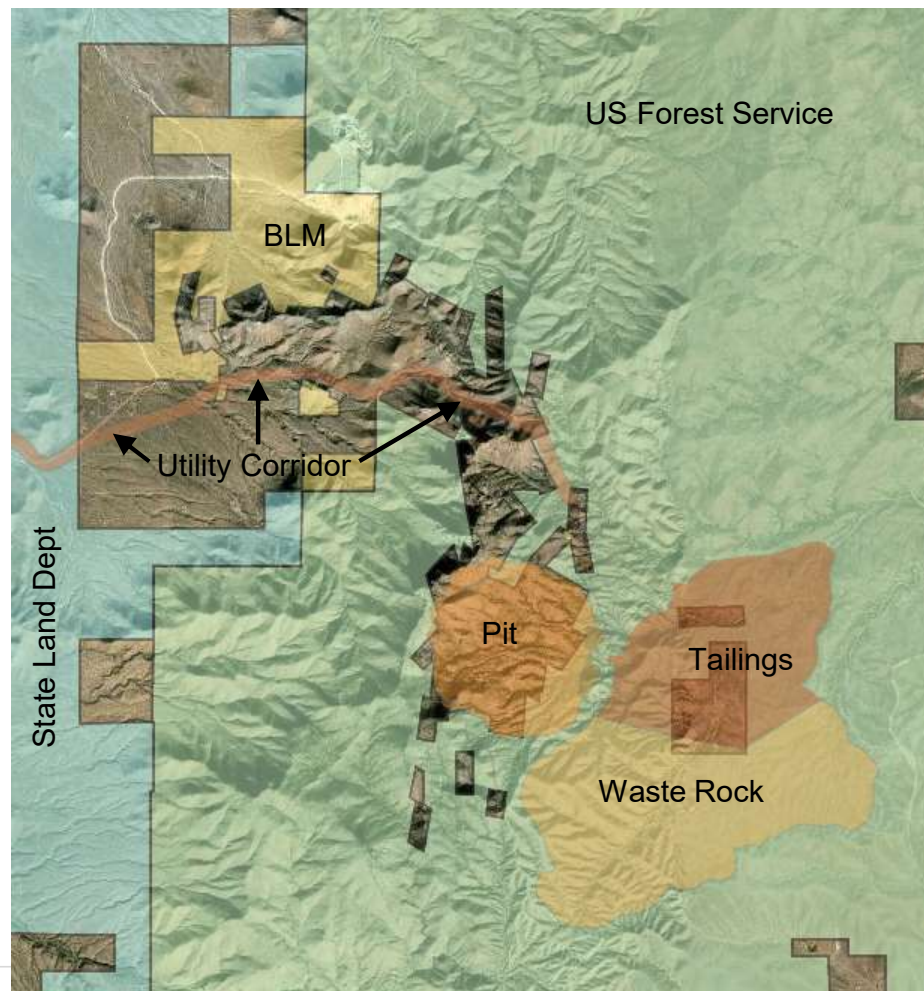 US Forest Service
BLM
Utility Corridor
State Land Dept
Pit
Tailings
Waste Rock